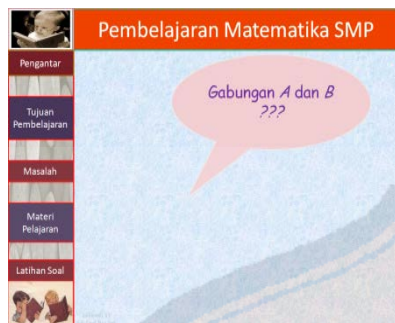 Pembelajaran Matematika SMP
Pengantar
Tujuan
Pembelajaran
Masalah
Materi
Pelajaran
Latihan Soal
Gabungan A dan B
???